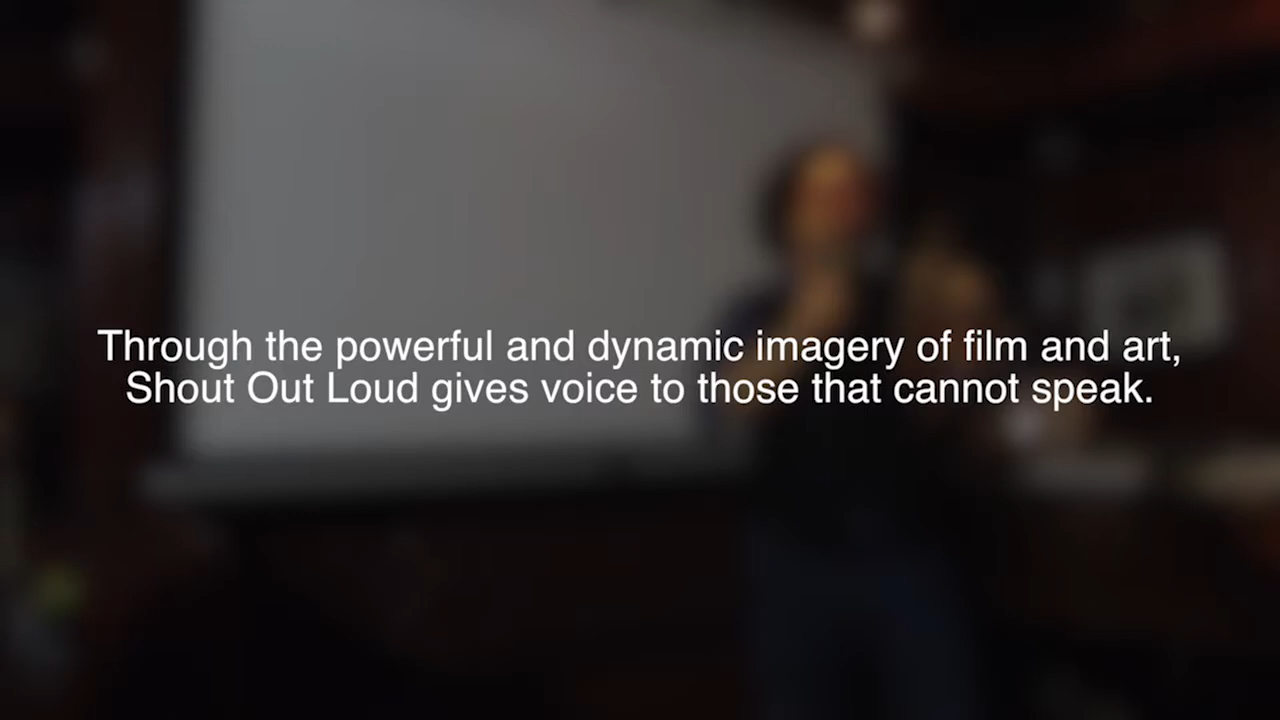 Through the powerful and dynamic imagery of film and art,
Shout Out Loud gives voice to those that cannot speak.